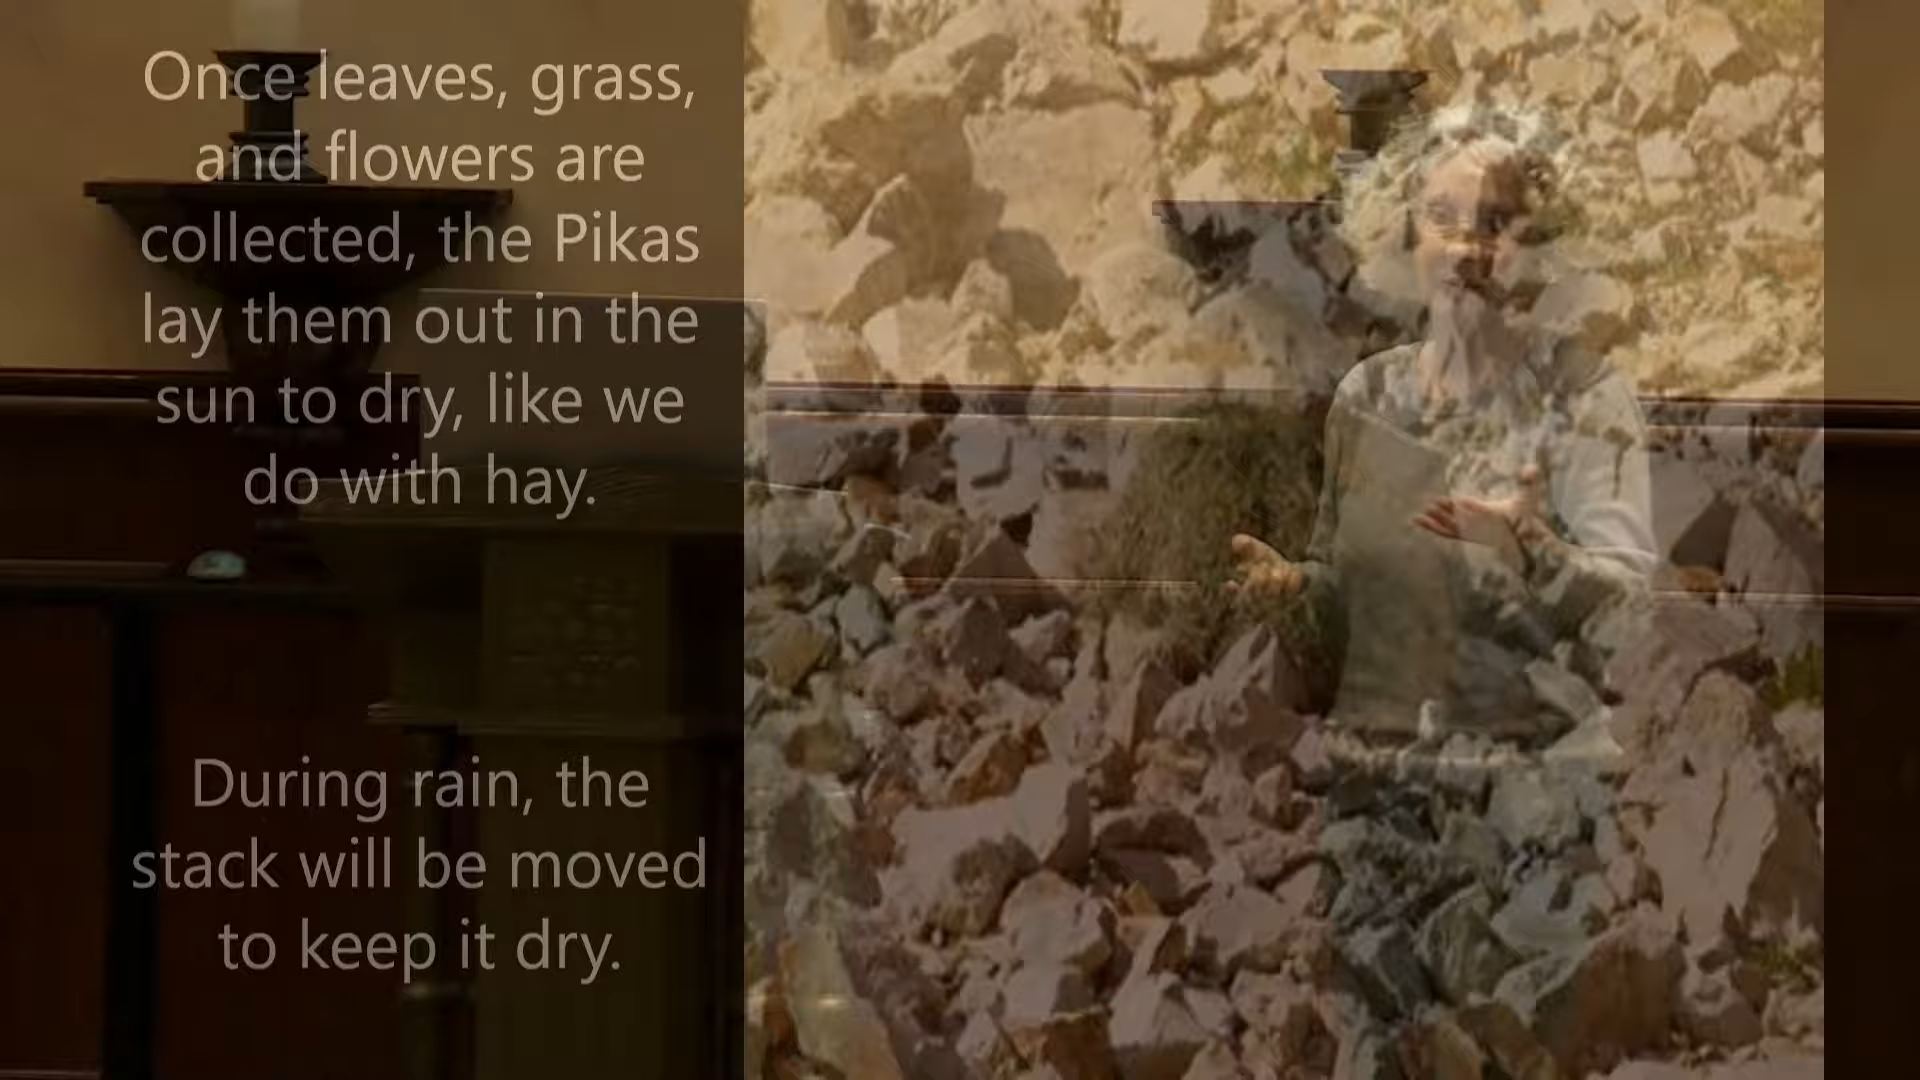 Once leaves, grass,
and flowers are
collected, the Pikas
lay them out in the
sun to dry, like we
do with hay.
During rain, the
stack will be moved
to keep it dry.